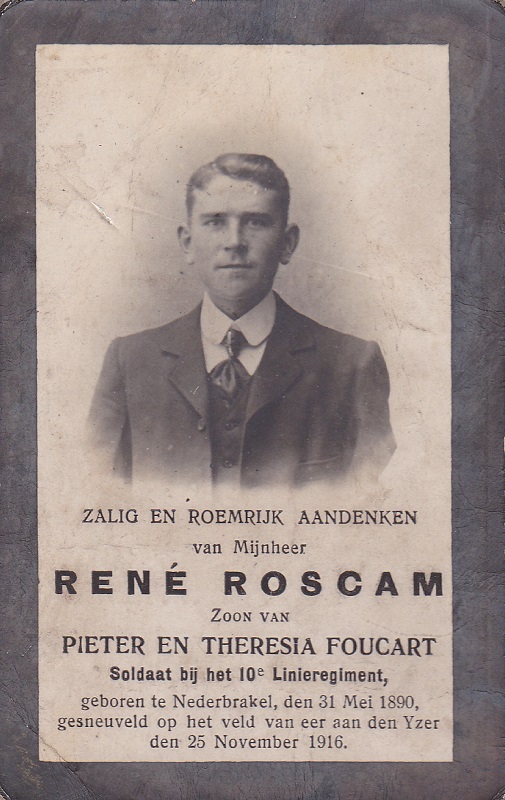 ZALIG EN ROEMRIJK AANDENKEN
van Mijnheer
RENÉ ROSCAM
ZOON VAN
PIETER EN THERESIA FOUCART
Soldaat bij het 10e Linieregiment,
geboren te Nederbrakel, den 31 Mei 1890,
gesneuveld op het veld van eer aan den Yzer
den 25 November 1916.